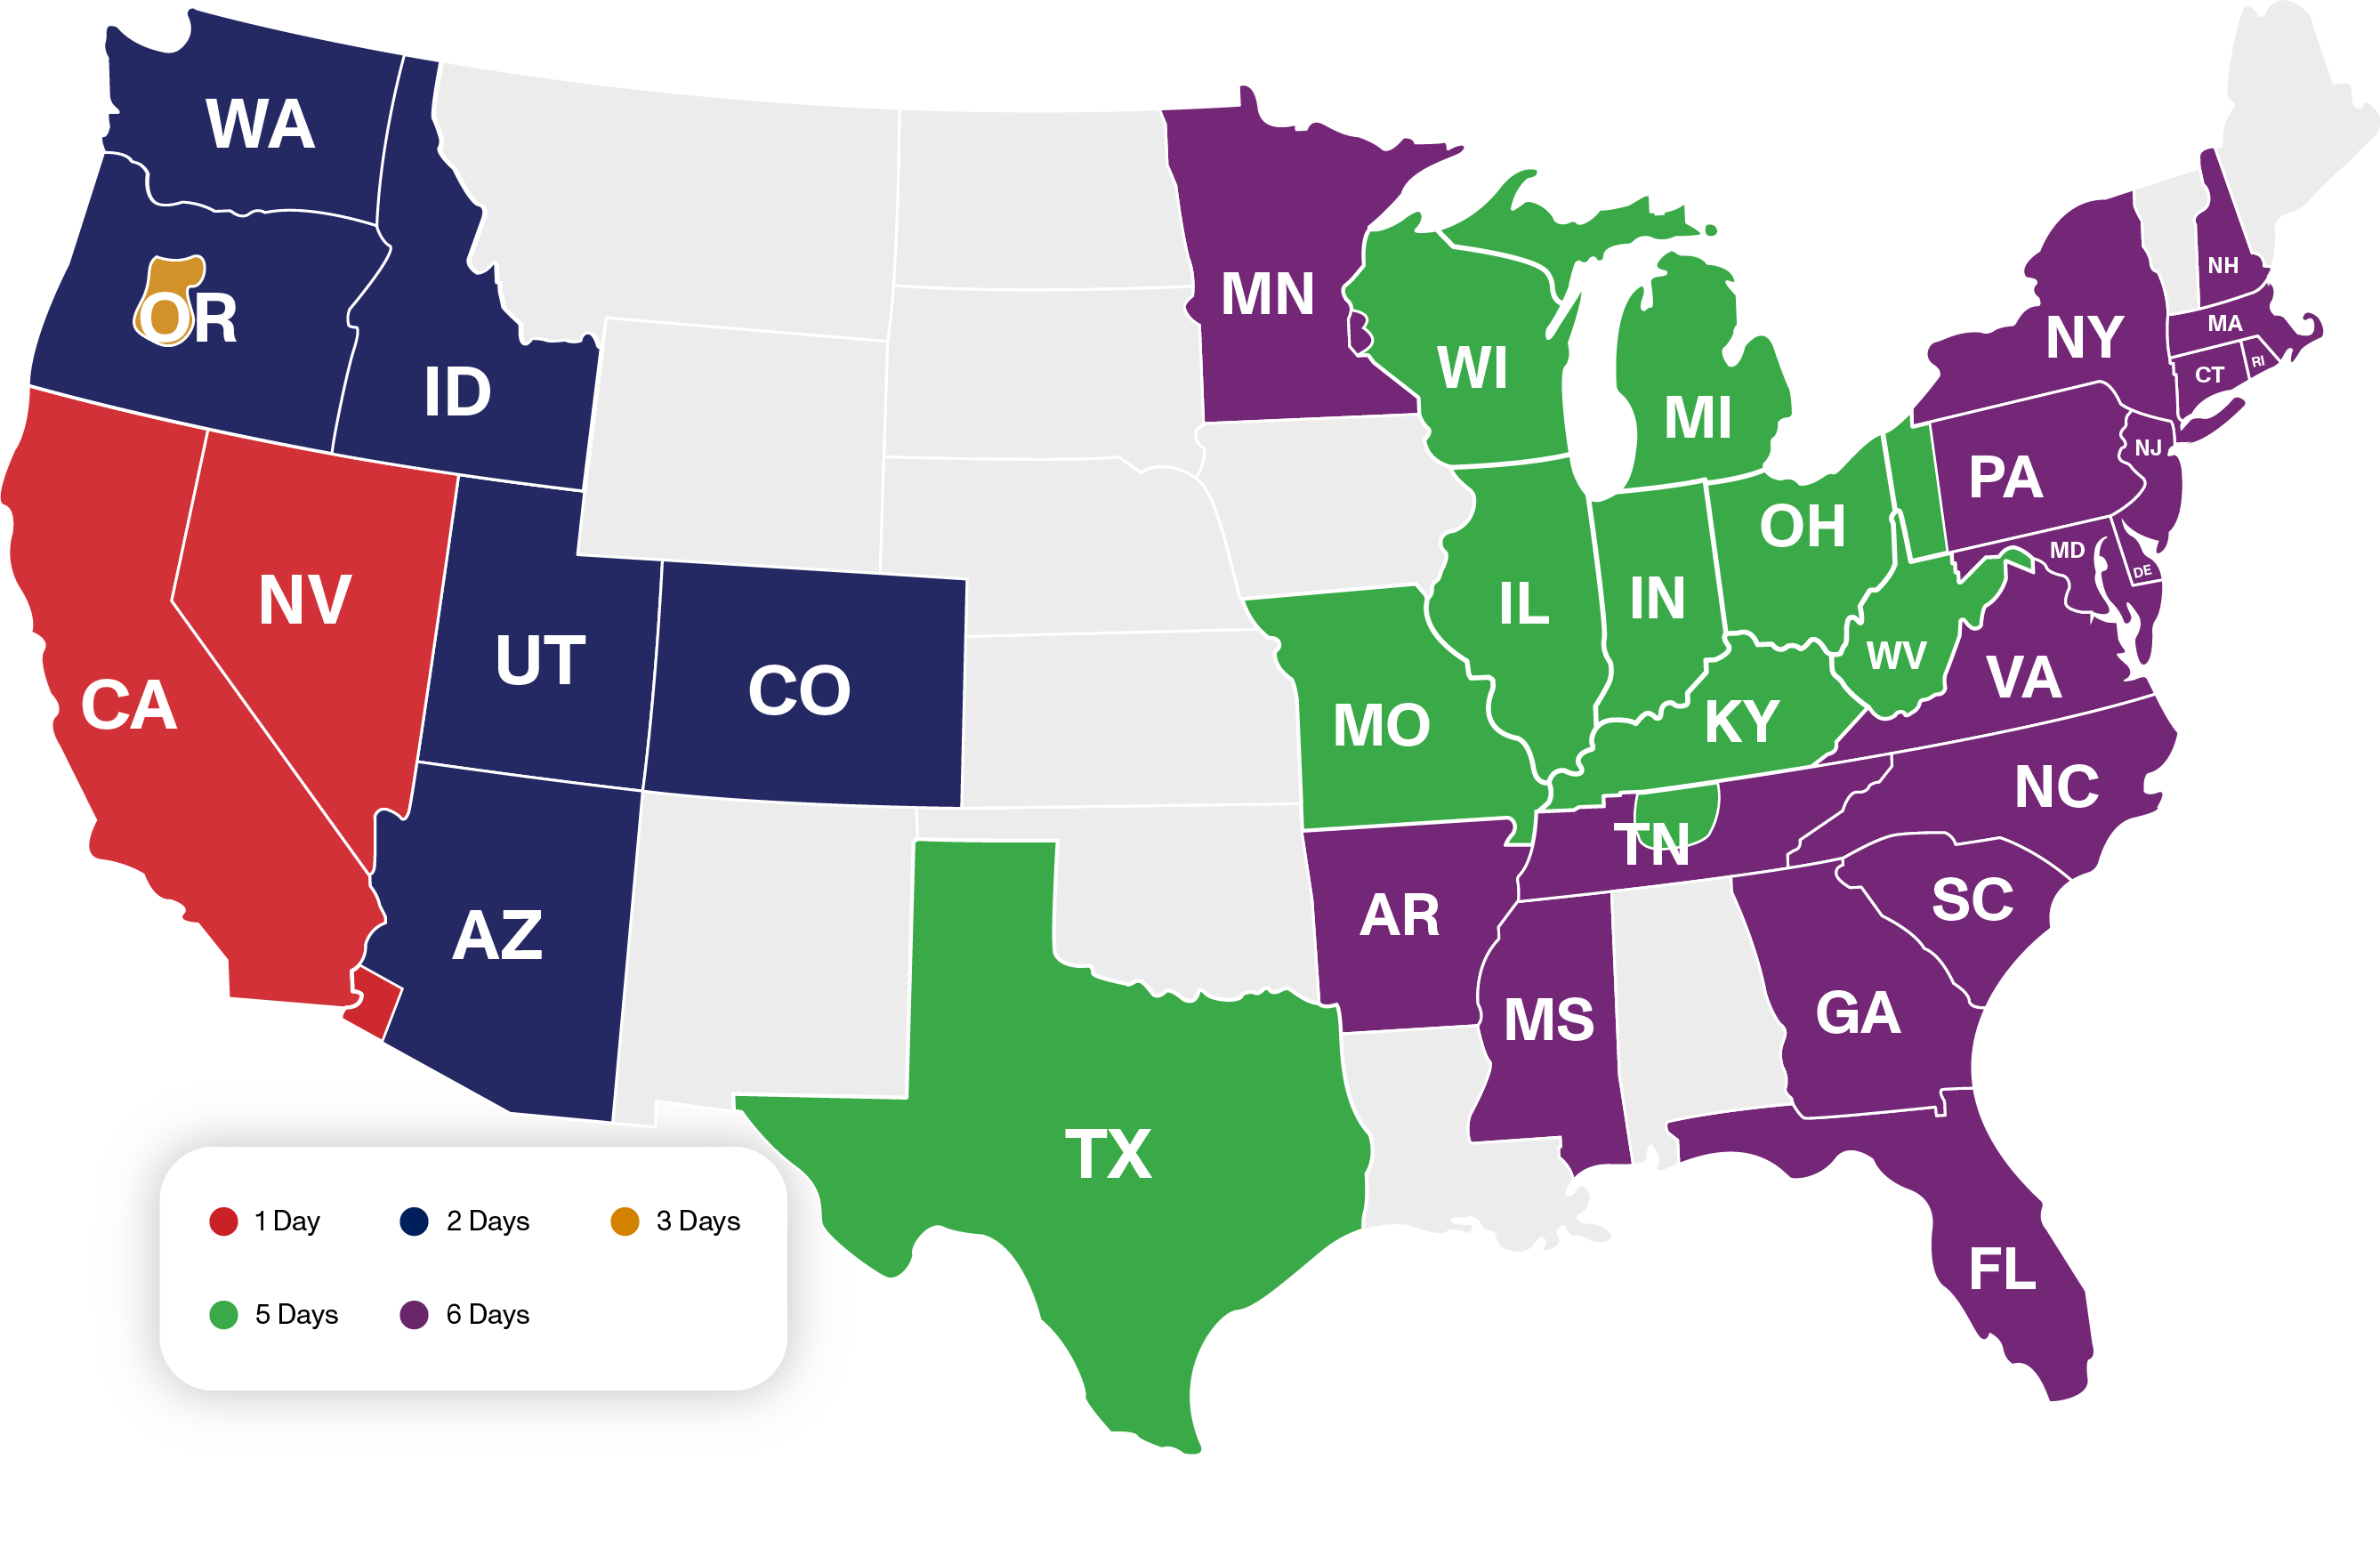 WA
OR
ID
MN
WI
MI
NH
MA
NY
CT
RI
NJ
PA
OH
MD
DE
NV
UT
CO
CA
IL
IN
WV
VA
MO
KY
NC
TN
SC
AR
AZ
MS
GA
TX
FL
1 Day
2 Days
3 Days
5 Days
6 Days